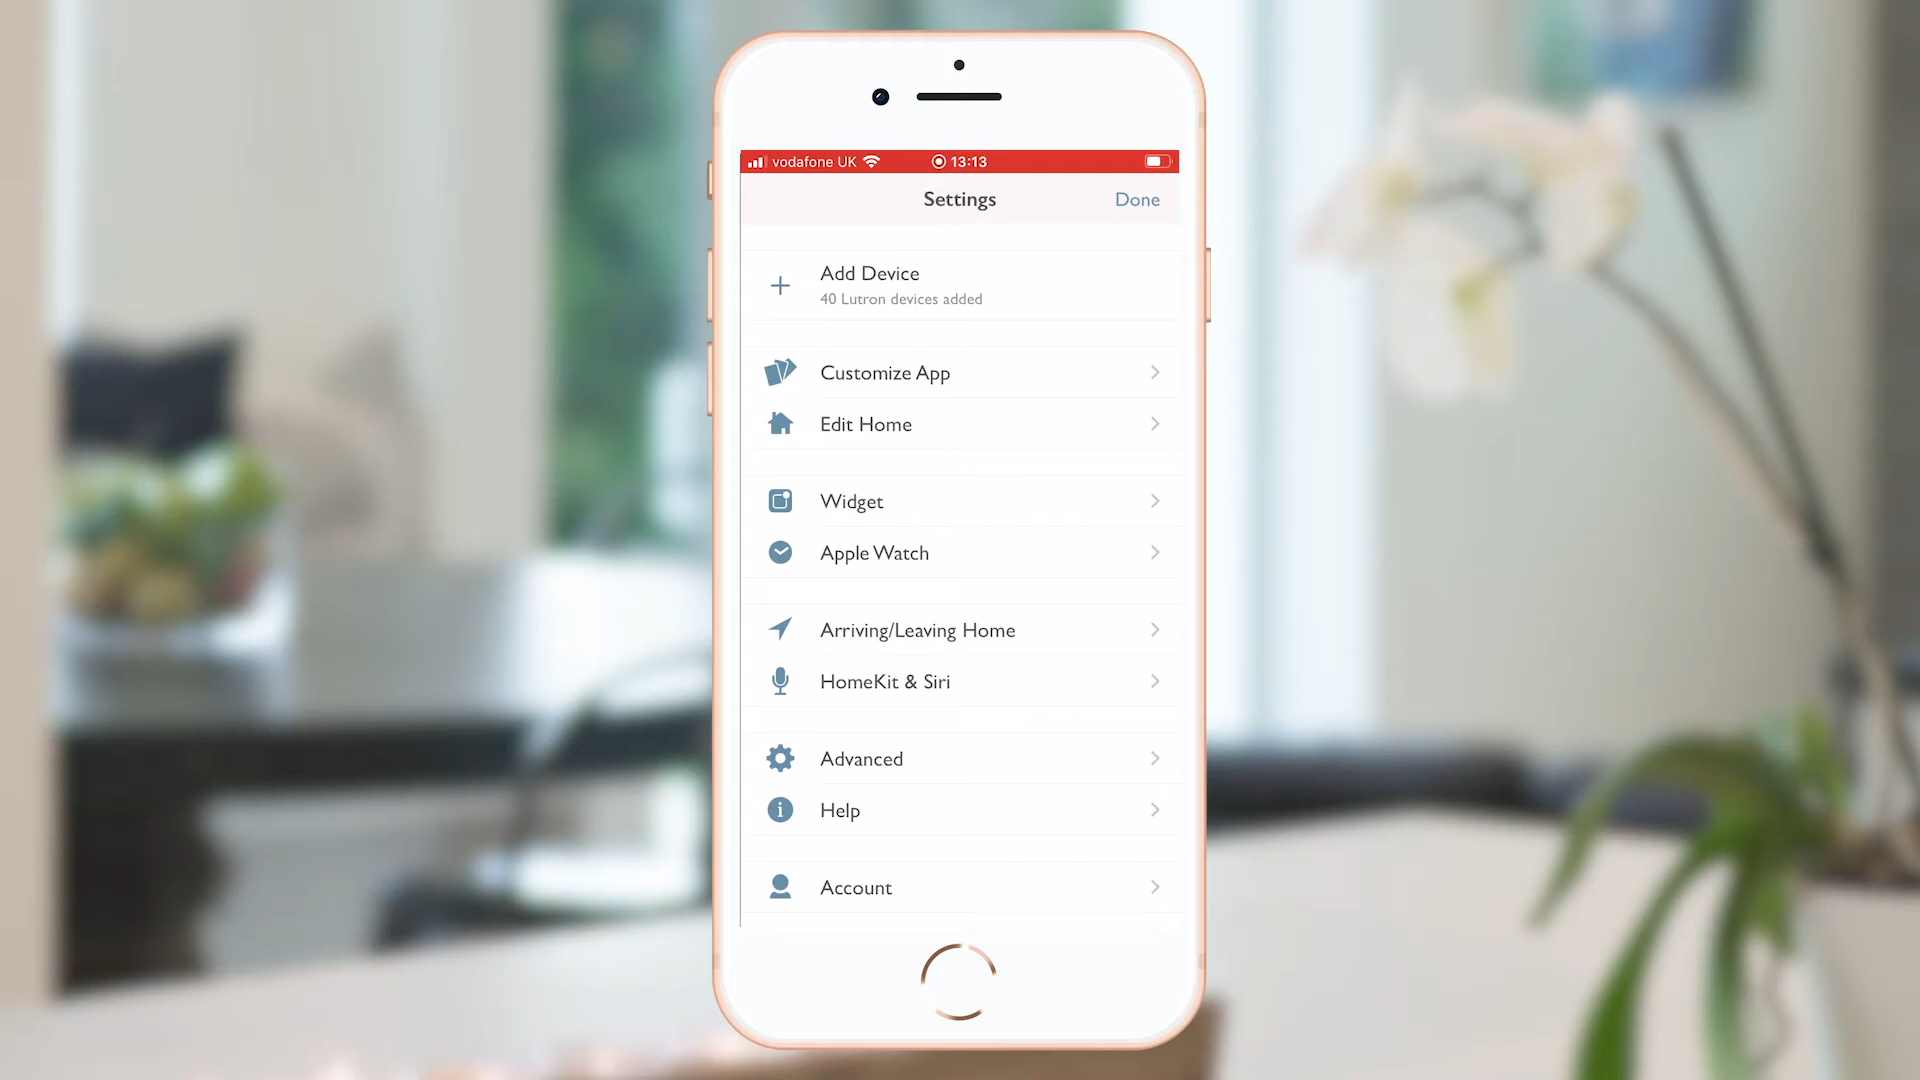 vodafone UK 13:13
Settings Done
Add Device
40 Lutron devices added
Customize App
Edit Home
Widget
Apple Watch
Arriving/Leaving Home
HomeKit & Siri
Advanced
Help
Account